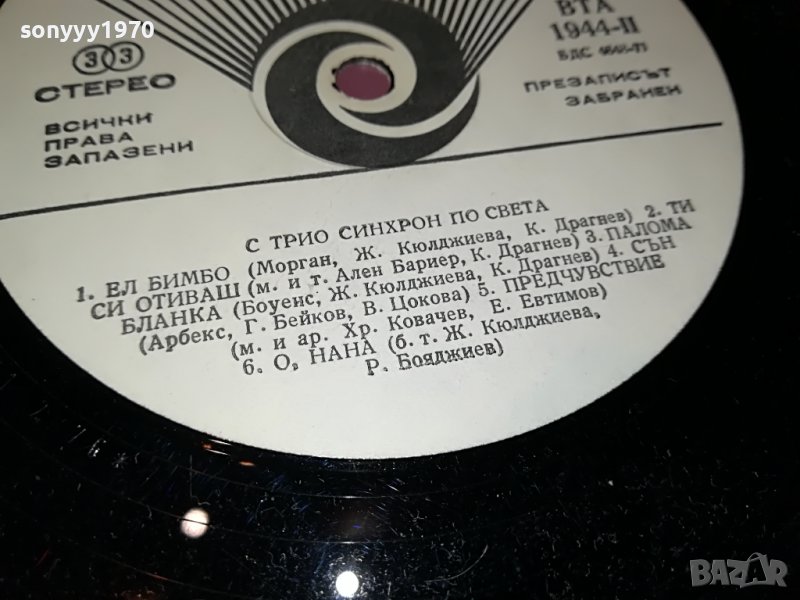 sonyyy1970
33
СТЕРЕО
ВСИЧКИ
ПРАВА
ЗАПАЗЕНИ
ВТА
1944-II
БДС
ПРЕЗАПИСЪТ
ЗАБРАНЕН
С ТРИО СИНХРОН ПО СВЕТА
1. ЕЛ БИМБО (Морган, Ж. Кюлджиева, К. Драгнев) 2. ТИ
СИ ОТИВАШ (м. и т. Ален Бариер, К. Драгнев) 3. ПАЛОМА
БЛАНКА (Боуенс, Ж. Кюлджиева, К. Драгнев) 4. СЪН
(Арбекс, Г. Бейков, В. Цокова) 5. ПРЕДЧУВСТВИЕ
(м. и ар. Хр. Ковачев, Е. Евтимов)
6. О, НАНА (б. т. Ж. Кюлджиева,
Р. Бояджиев)
BAZAR